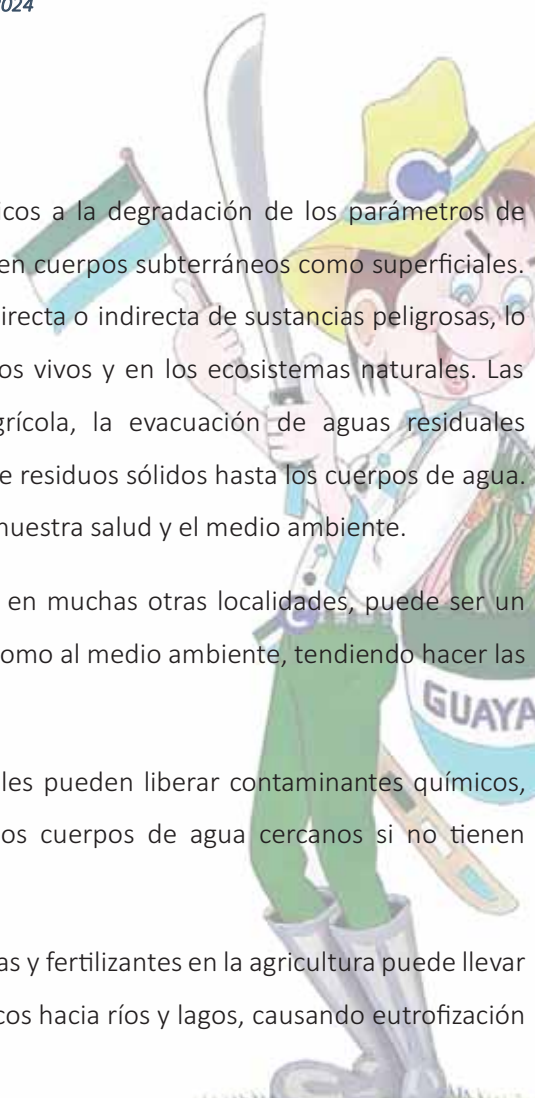 2024
icos a la degradación de los parámetros de
en cuerpos subterráneos como superficiales.
irecta o indirecta de sustancias peligrosas, lo
os vivos y en los ecosistemas naturales. Las
grícola, la evacuación de aguas residuales
e residuos sólidos hasta los cuerpos de agua.
nuestra salud y el medio ambiente.
en muchas otras localidades, puede ser un
omo al medio ambiente, tendiendo hacer las
GUAYA
les pueden liberar contaminantes químicos,
os cuerpos de agua cercanos si no tienen
as y fertilizantes en la agricultura puede llevar
cos hacia ríos y lagos, causando eutrofización